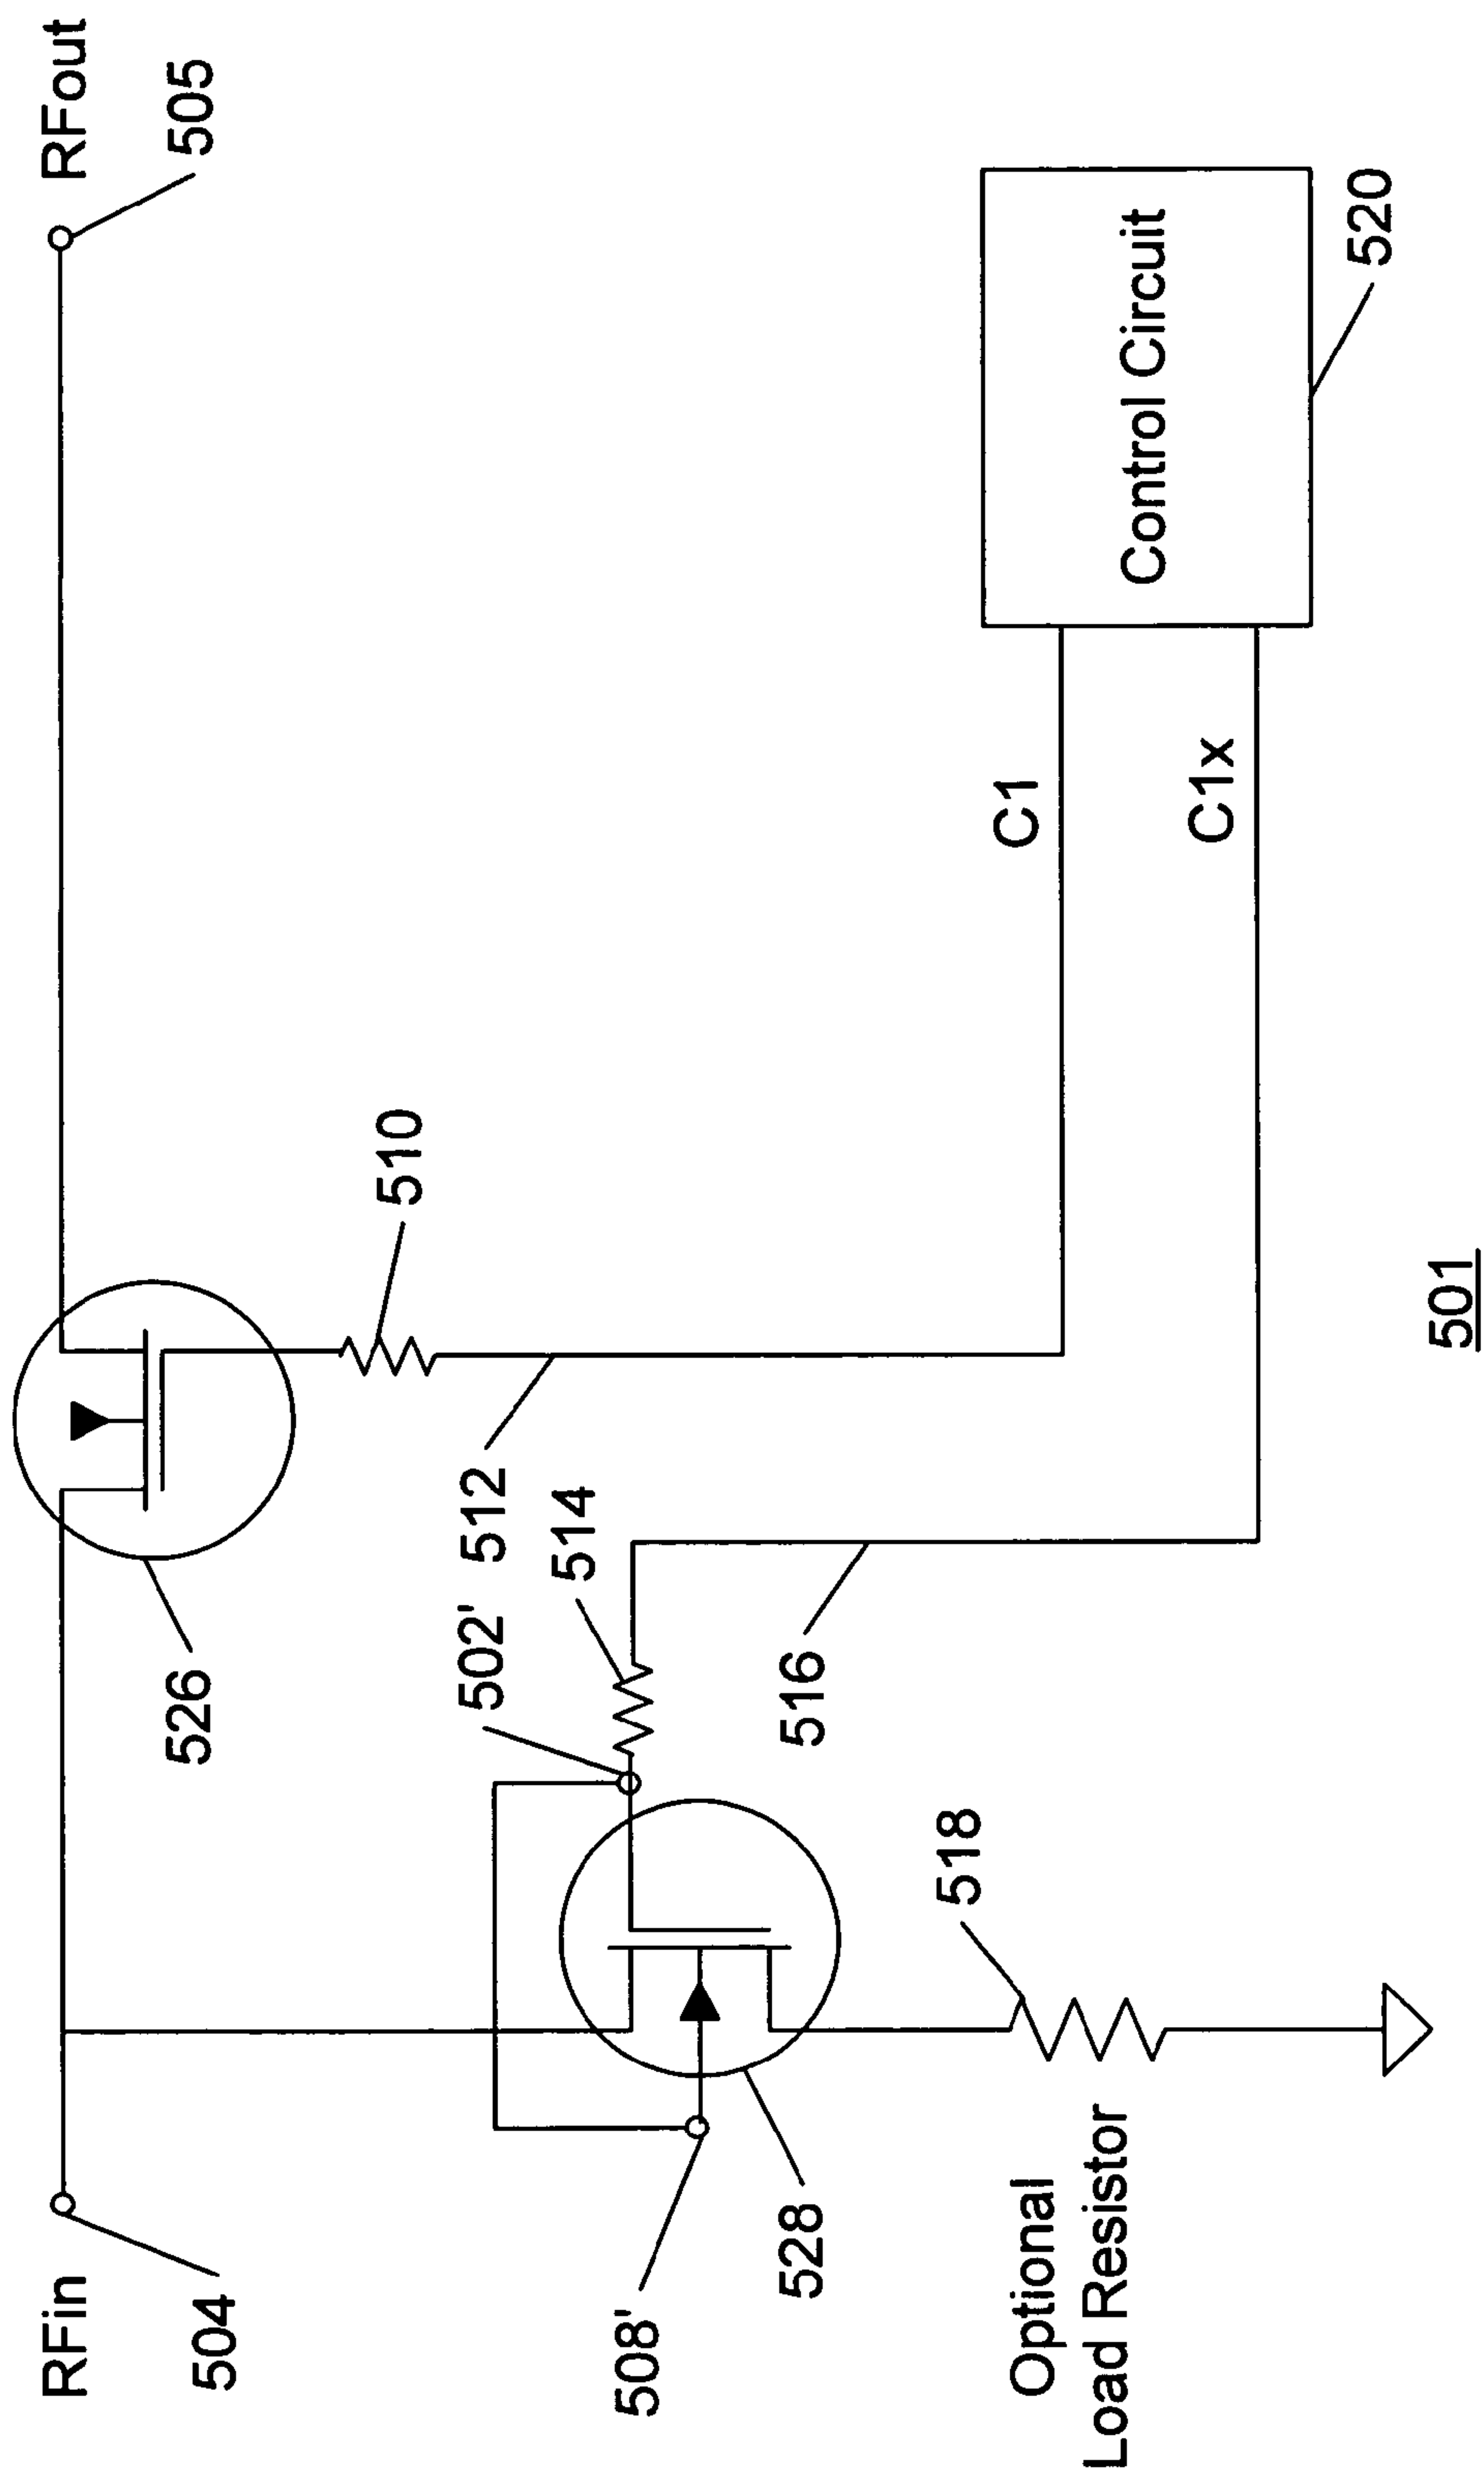 RFin
504
526
RFout
505
510
502'
512
514
508'
528
516
518
Optional
Load Resistor
C1
C1x
Control Circuit
520
501